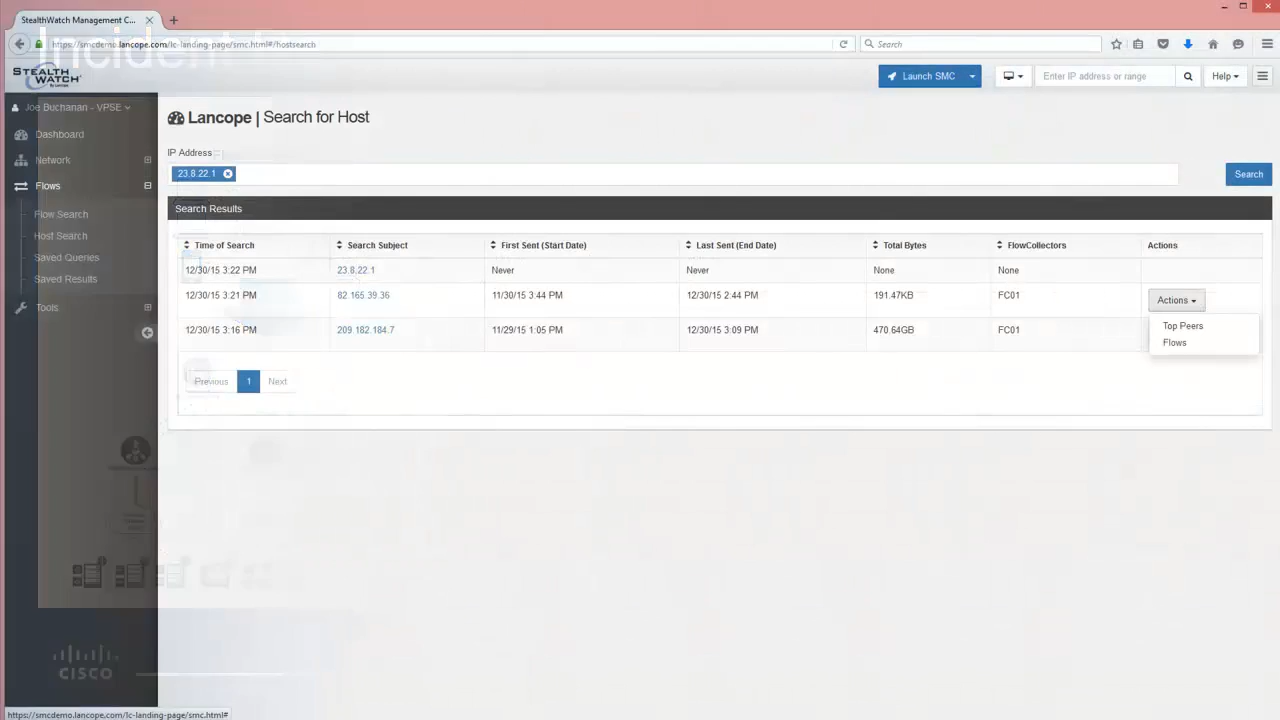 StealthWatch Management C...
Incident
https://smcdemo.lancope.com/lc-landing-page/smc.html#/hostsearch
Search
STEALTH WATCH
By Lancope
Launch SMC
Enter IP address or range
Help
Joe Buchanan - VPSE
Dashboard
Network
Flows
Flow Search
Host Search
Saved Queries
Saved Results
Tools
Lancope | Search for Host
IP Address
23.8.22.1
Search
Search Results
Time of Search Search Subject First Sent (Start Date) Last Sent (End Date) Total Bytes FlowCollectors Actions
12/30/15 3:22 PM 23.8.22.1 Never Never None None
12/30/15 3:21 PM 82.165.39.36 11/30/15 3:44 PM 12/30/15 2:44 PM 191.47KB FC01 Actions
Top Peers
12/30/15 3:16 PM 209.182.184.7 11/29/15 1:05 PM 12/30/15 3:09 PM 470.64GB FC01
Flows
Previous 1 Next
CISCO
https://smcdemo.lancope.com/lc-landing-page/smc.html#